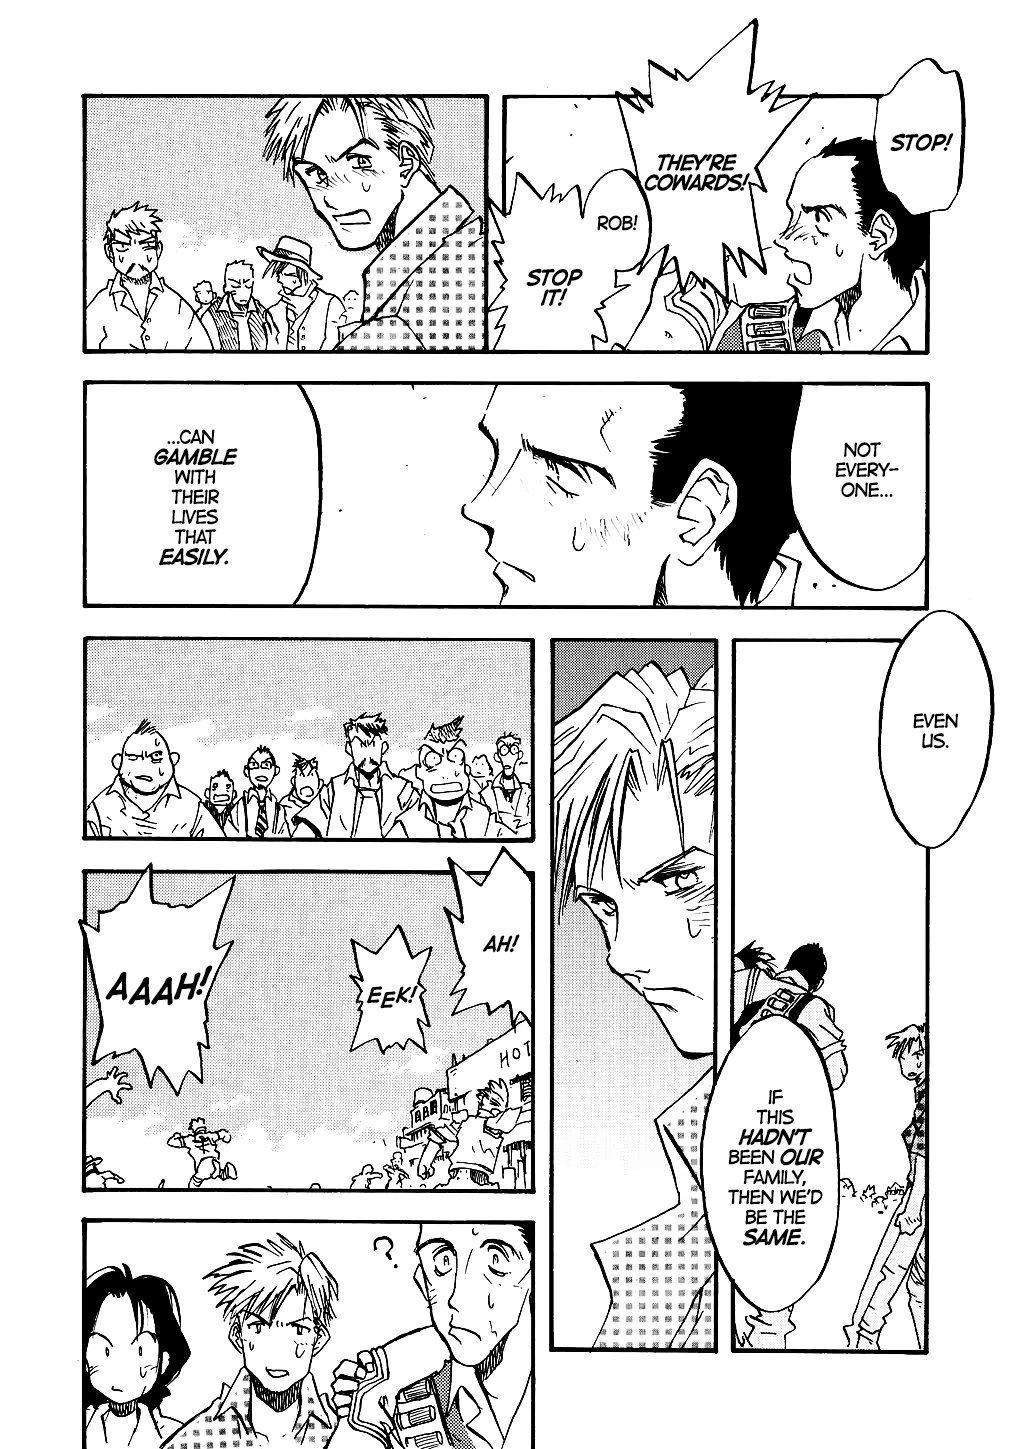 STOP!
THEY'RE
COWARDS!
ROB!
STOP
IT!
NOT
EVERY-
ONE...
...CAN
GAMBLE
WITH
THEIR
LIVES
THAT
EASILY.
EVEN
US.
IF
THIS
HADN'T
BEEN OUR
FAMILY,
THEN WE'D
BE THE
SAME.
AH!
EEK!
AAAH!
HOT
?